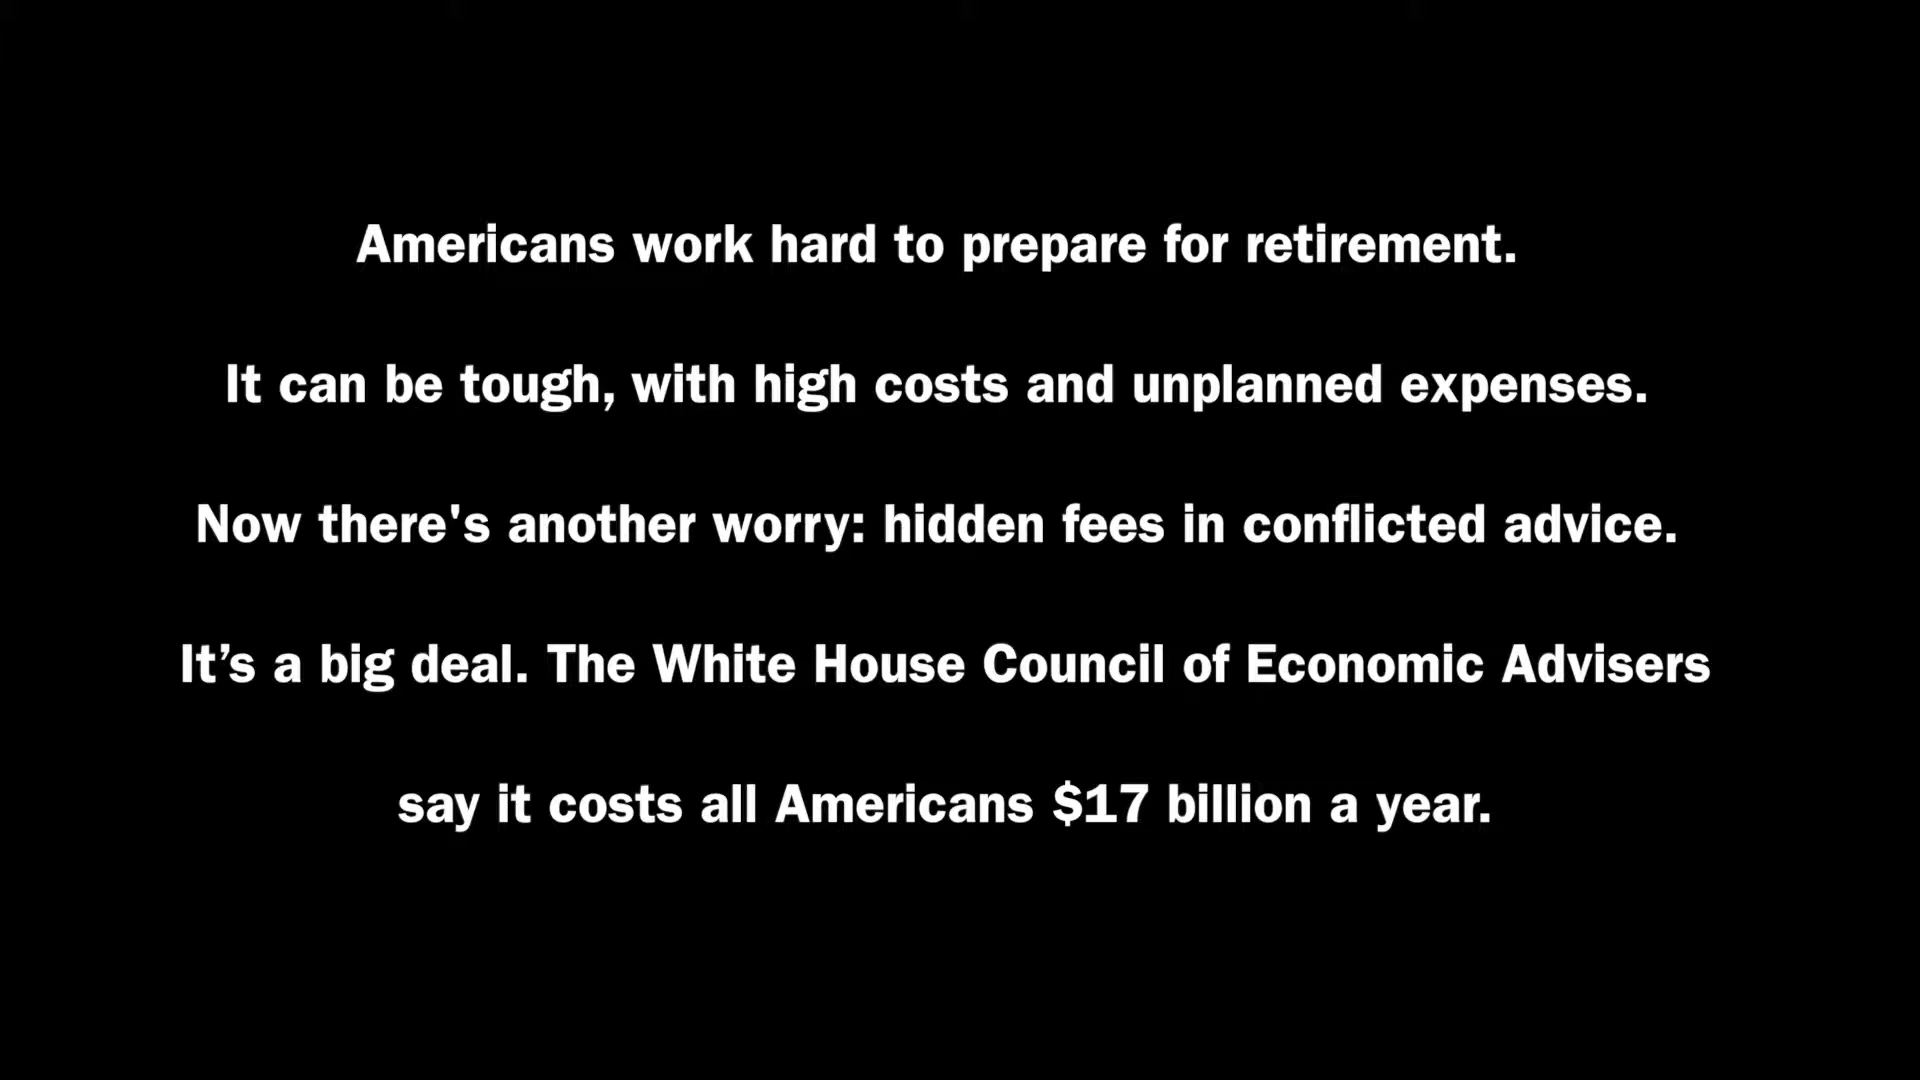 Americans work hard to prepare for retirement.
It can be tough, with high costs and unplanned expenses.
Now there's another worry: hidden fees in conflicted advice.
It’s a big deal. The White House Council of Economic Advisers
say it costs all Americans $17 billion a year.